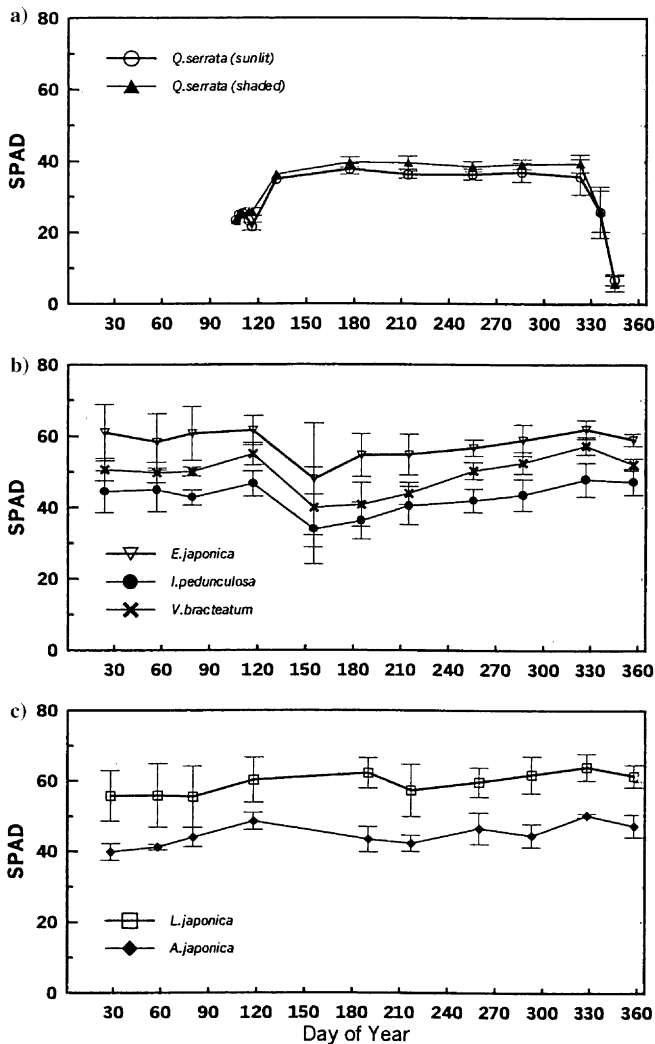 a)
80
60
40
20
0
SPAD
Q.serrata (sunlit)
Q.serrata (shaded)
30 60 90 120 150 180 210 240 270 300 330 360
b)
80
60
40
20
0
SPAD
E.japonica
I.pedunculosa
V.bracteatum
30 60 90 120 150 180 210 240 270 300 330 360
c)
80
60
40
20
0
SPAD
L.japonica
A.japonica
30 60 90 120 150 180 210 240 270 300 330 360
Day of Year